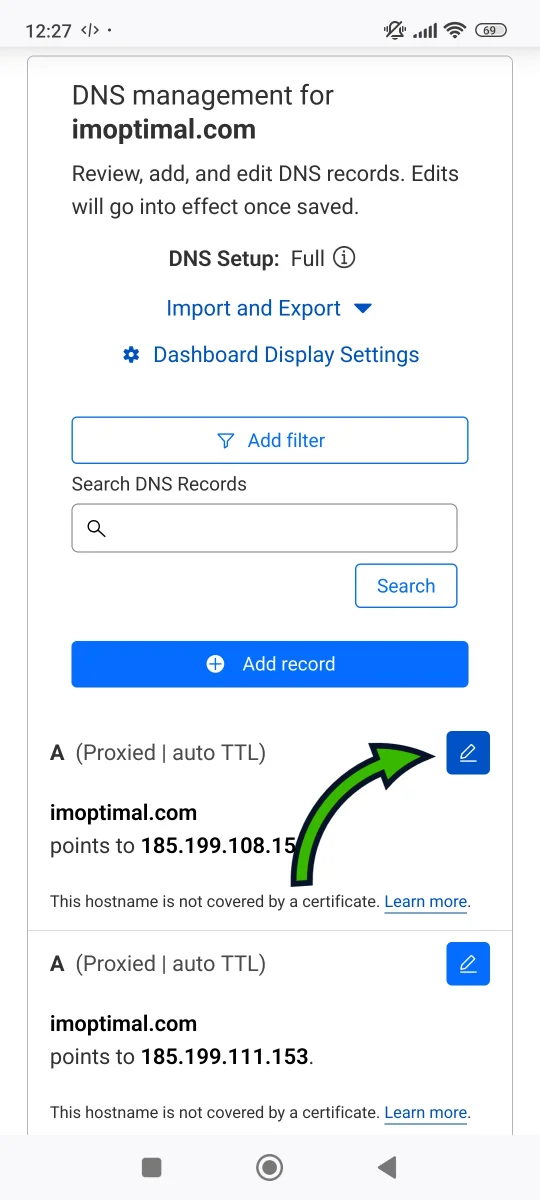 12:27
69
DNS management for
imoptimal.com
Review, add, and edit DNS records. Edits
will go into effect once saved.
DNS Setup: Full
Import and Export
Dashboard Display Settings
Add filter
Search DNS Records
Search
Add record
A (Proxied | auto TTL)
imoptimal.com
points to 185.199.108.15
This hostname is not covered by a certificate. Learn more.
A (Proxied | auto TTL)
imoptimal.com
points to 185.199.111.153.
This hostname is not covered by a certificate. Learn more.